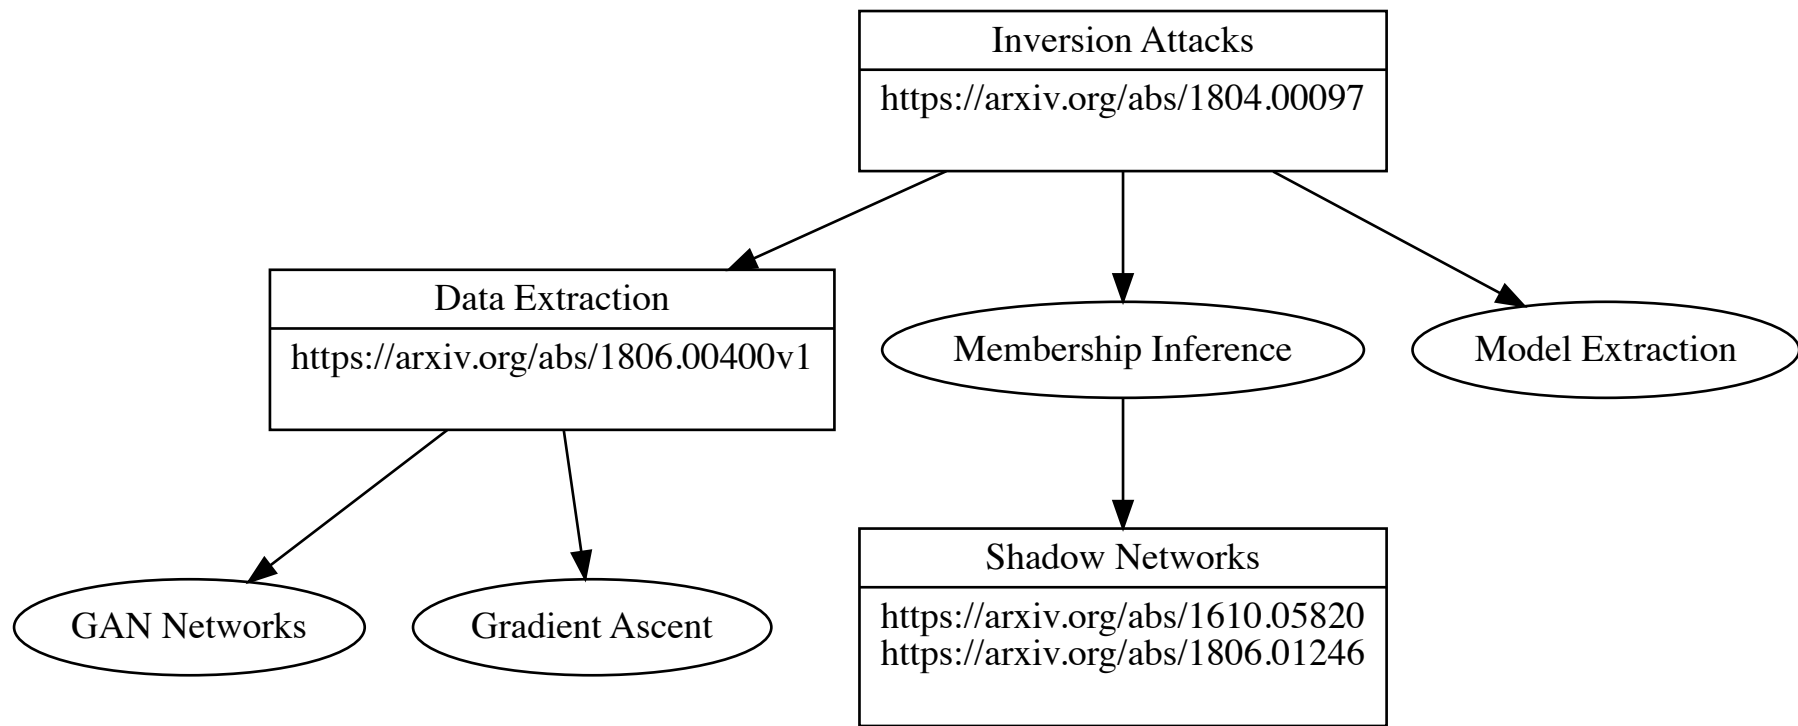 Inversion Attacks
https://arxiv.org/abs/1804.00097
Data Extraction
https://arxiv.org/abs/1806.00400v1
Membership Inference
Model Extraction
GAN Networks
Gradient Ascent
Shadow Networks
https://arxiv.org/abs/1610.05820
https://arxiv.org/abs/1806.01246